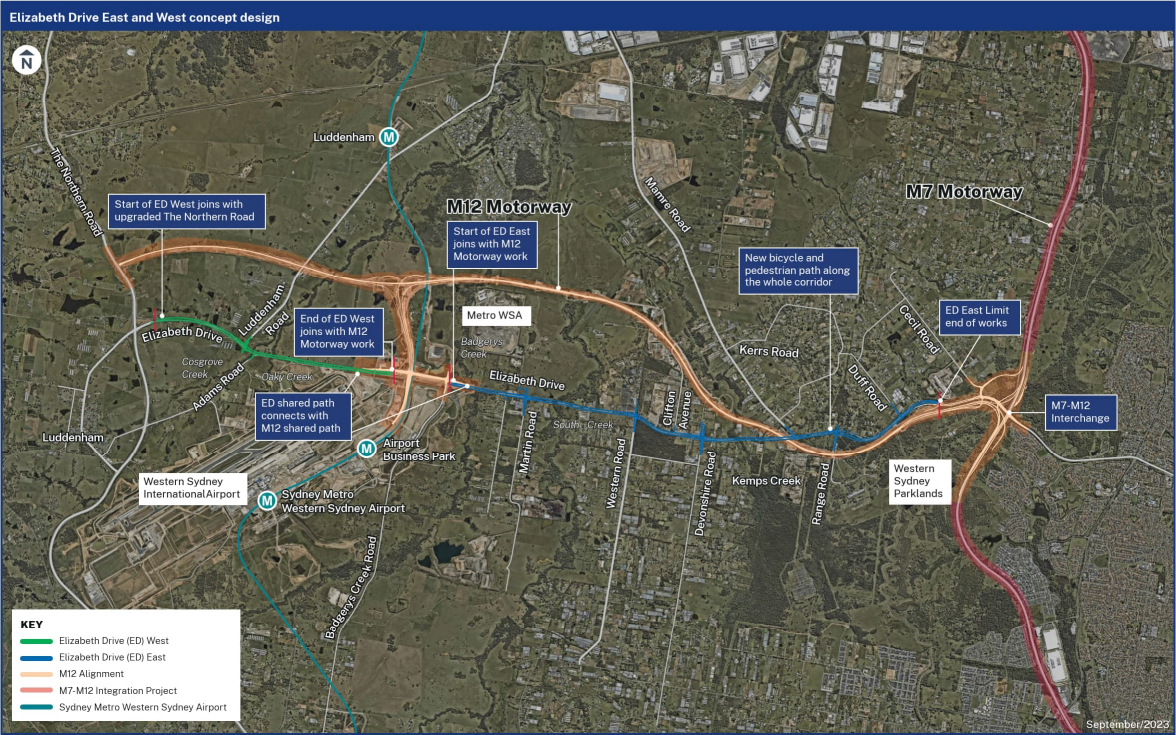 Elizabeth Drive East and West concept design
N
Luddenham
M
The Northern Road
Mamre Road
M7 Motorway
Start of ED West joins with
upgraded The Northern Road
M12 Motorway
Start of ED East
joins with M12
Motorway work
New bicycle and
pedestrian path along
the whole corridor
Luddenham
Road
End of ED West
joins with M12
Motorway work
Metro WSA
ED East Limit
end of works
Cecil Road
Elizabeth Drive
Badgerys
Creek
Kerrs Road
Cosgrove
Creek
Oaky Creek
Adams Road
Elizabeth Drive
Duff Road
ED shared path
connects with
M12 shared path
Clifton
Avenue
M7-M12
Interchange
South Creek
Luddenham
M
Airport
Business Park
Martin Road
Western Road
Devonshire Road
Kemps Creek
Range Road
Western
Sydney
Parklands
Western Sydney
InternationalAirport
M
Sydney Metro
Western Sydney Airport
Badgerys Creek Road
KEY
Elizabeth Drive (ED) West
Elizabeth Drive (ED) East
M12 Alignment
M7-M12 Integration Project
Sydney Metro Western Sydney Airport
September/2023